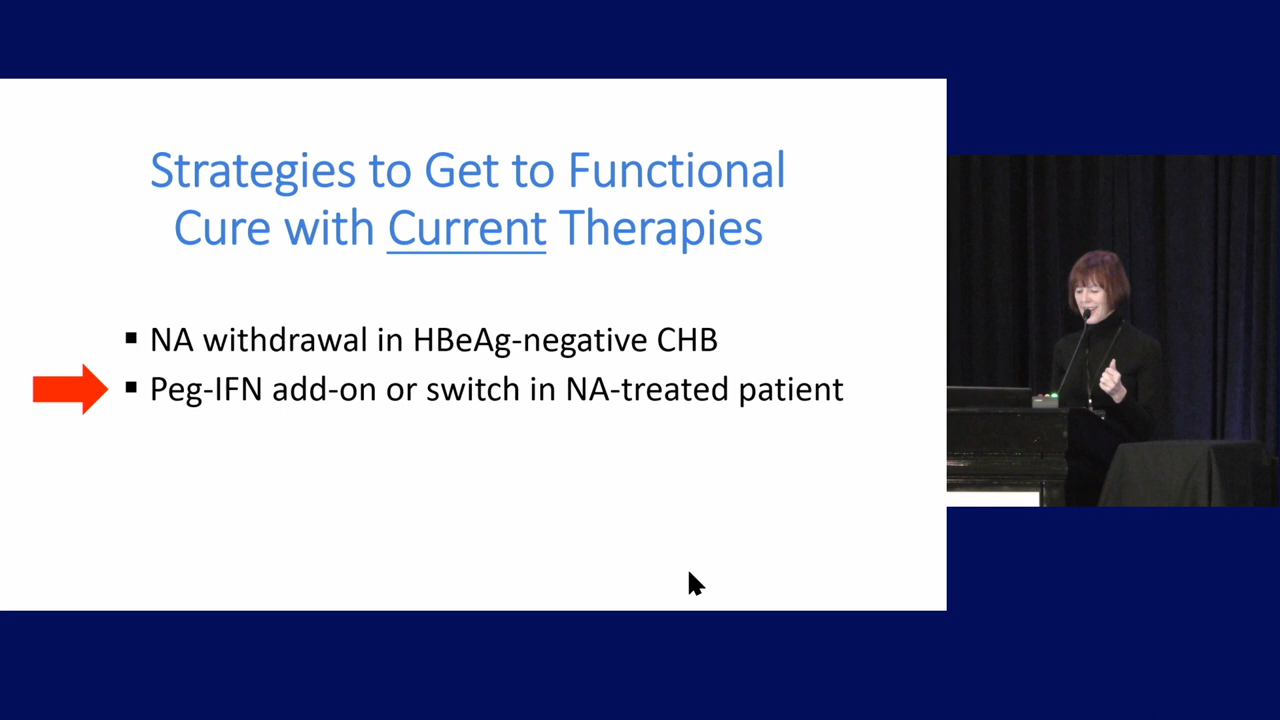 Strategies to Get to Functional
Cure with Current Therapies
▪ NA withdrawal in HBeAg-negative CHB
▪ Peg-IFN add-on or switch in NA-treated patient